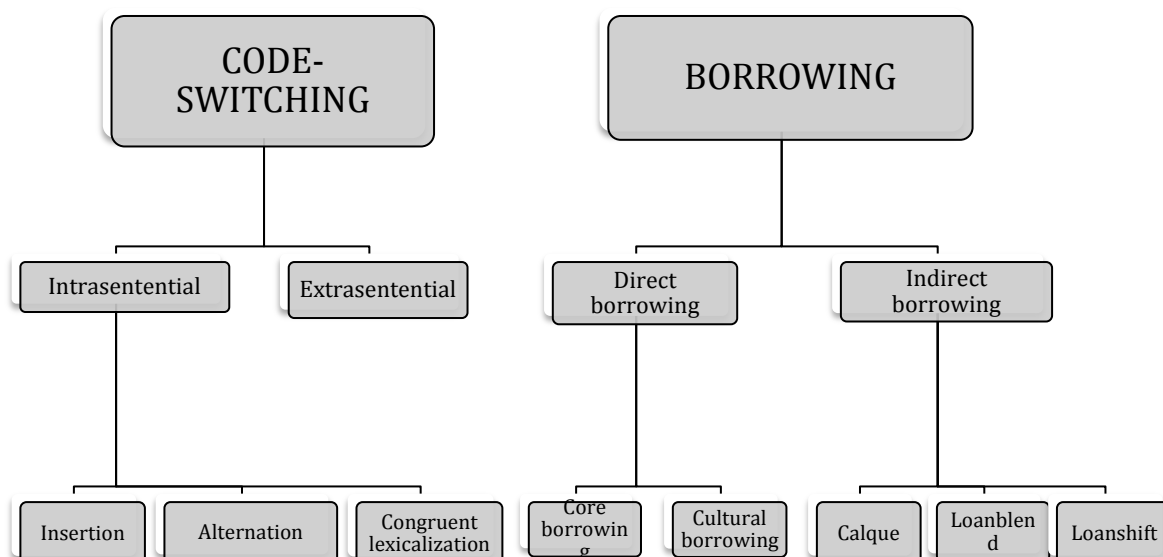 CODE-
SWITCHING
BORROWING
Intrasentential
Extrasentential
Direct
borrowing
Indirect
borrowing
Insertion
Alternation
Congruent
lexicalization
Core
borrowin
g
Cultural
borrowing
Calque
Loanblen
d
Loanshift